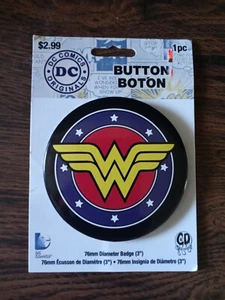 $2.99
1pc
DC COMICS
DC
ORIGINALS
BUTTON
BOTÓN
W
76mm Diameter Badge (3")
76mm Écusson de Diamètre (3") • 76mm Insignia de Diámetro (3")